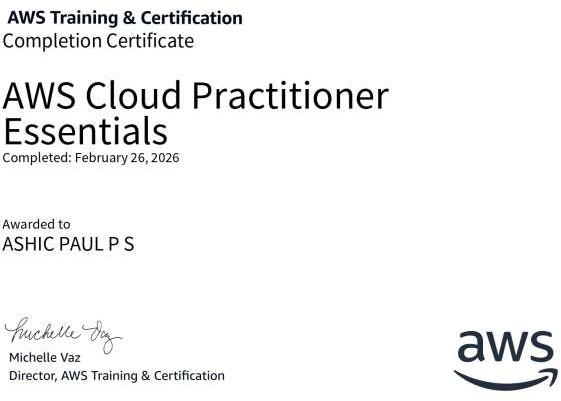 AWS Training & Certification
Completion Certificate
AWS Cloud Practitioner
Essentials
Completed: February 26, 2026
Awarded to
ASHIC PAUL P S
Michelle Vaz
Michelle Vaz
Director, AWS Training & Certification
aws